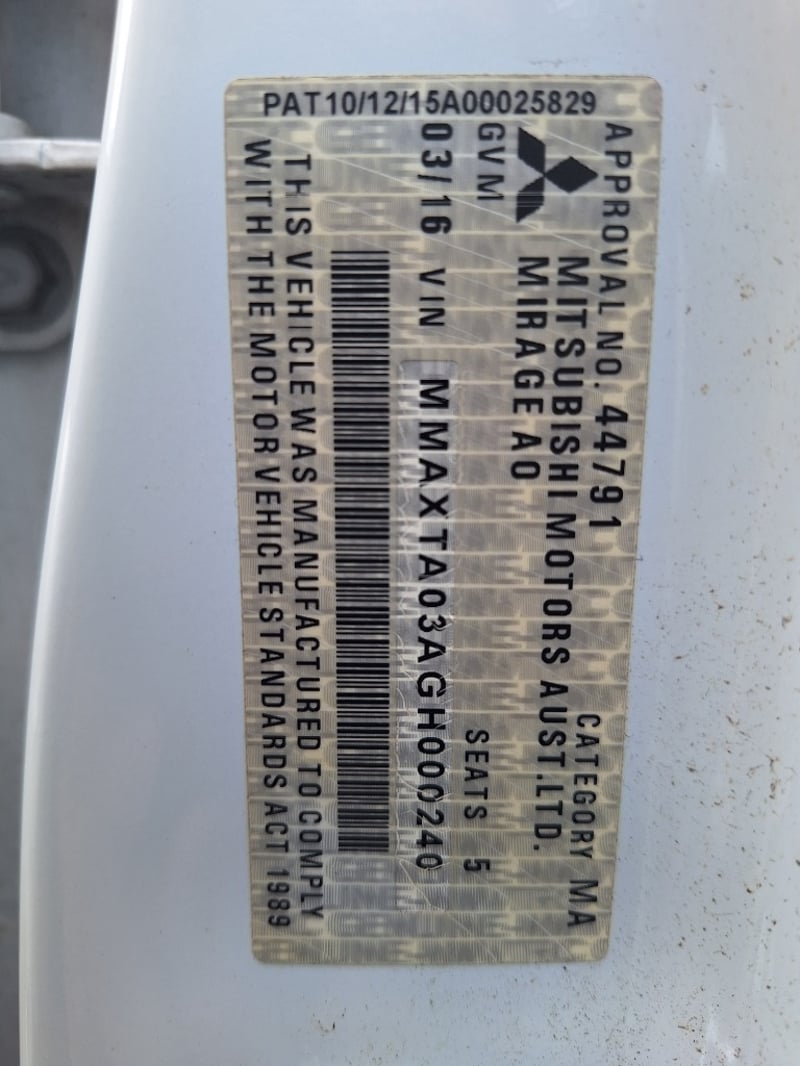 PAT10/12/15A00025829
APPROVAL NO. 44791 CATEGORY MA
MITSUBISHI MOTORS AUST.LTD.
MIRAGE A0
GVM SEATS 5
03/16 VIN MMAXTA03AGH000240
THIS VEHICLE WAS MANUFACTURED TO COMPLY
WITH THE MOTOR VEHICLE STANDARDS ACT 1989